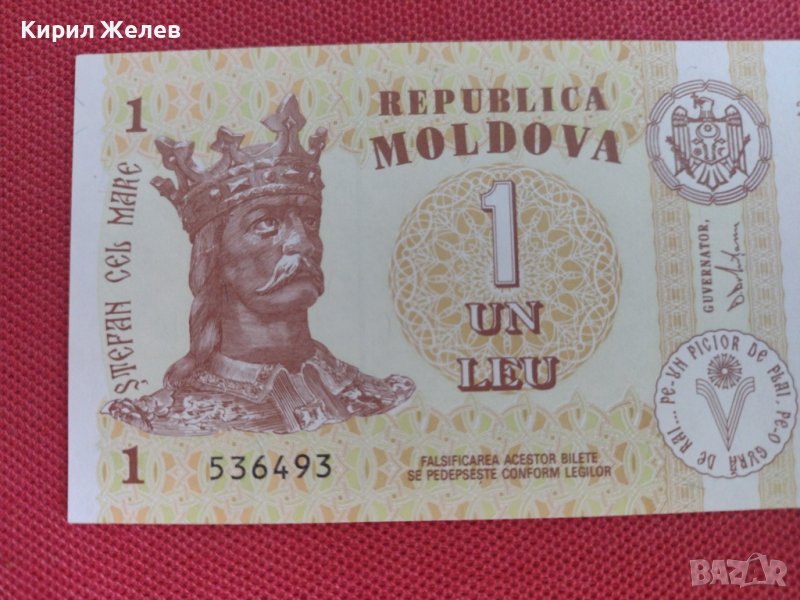 Кирил Желев
1
REPUBLICA
MOLDOVA
ŞTEFAN CEL MARE
1
UN
LEU
GUVERNATOR,
PE-UN PICIOR DE PLAI, PE-O GURĂ DE RAI...
1 536493
FALSIFICAREA ACESTOR BILETE
SE PEDEPSEŞTE CONFORM LEGILOR
BAZAR